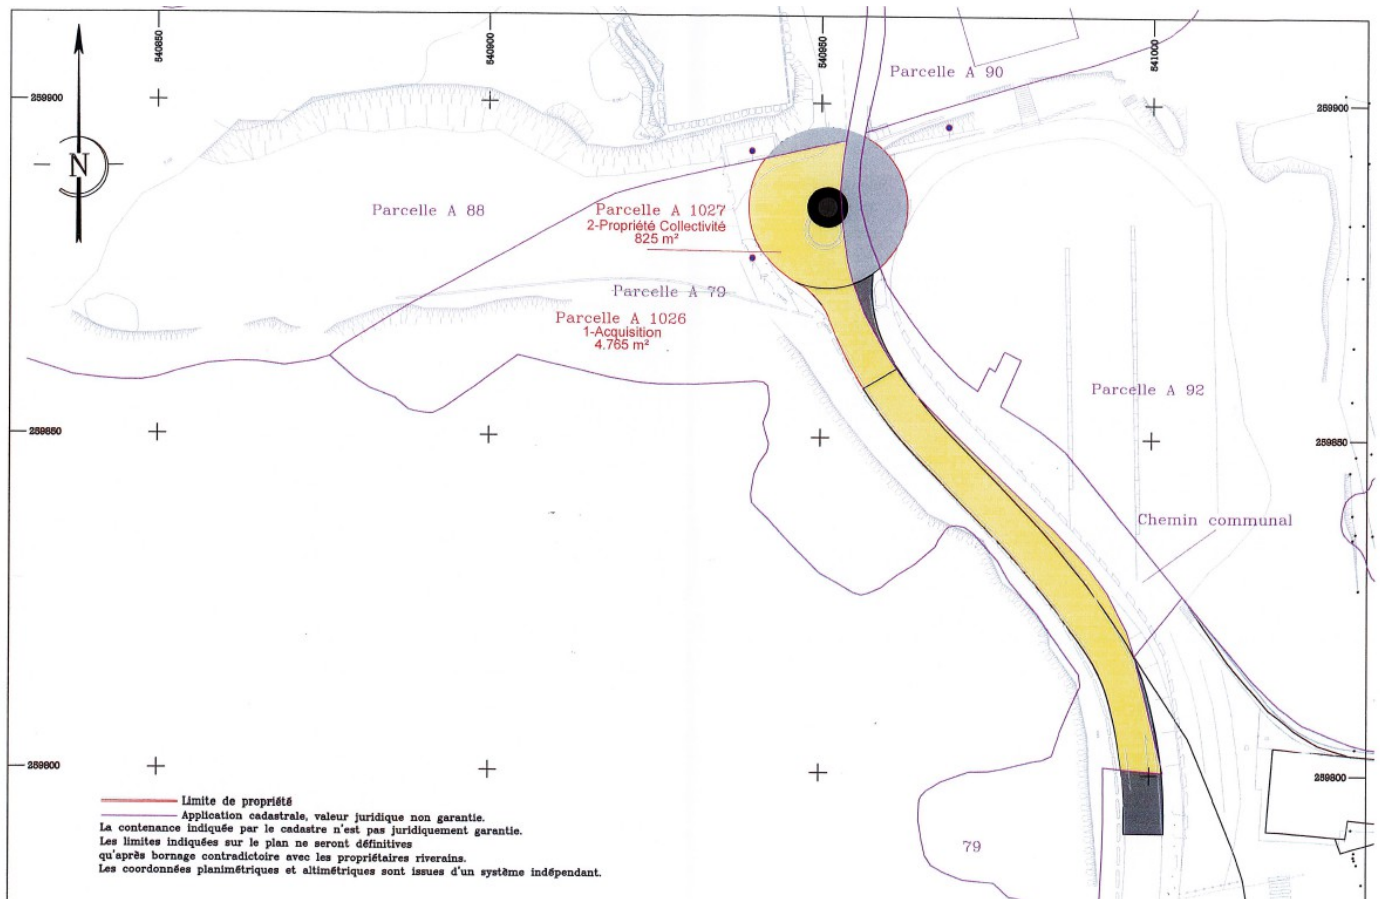 540850
540900
540950
541000
Parcelle A 90
259900
259900
N
Parcelle A 88
Parcelle A 1027
2-Propriété Collectivité
825 m²
Parcelle A 79
Parcelle A 1026
1-Acquisition
4.765 m²
Parcelle A 92
259850
259850
Chemin communal
259800
259800
Limite de propriété
Application cadastrale, valeur juridique non garantie.
La contenance indiquée par le cadastre n'est pas juridiquement garantie.
Les limites indiquées sur le plan ne seront définitives
qu'après bornage contradictoire avec les propriétaires riverains.
Les coordonnées planimétriques et altimétriques sont issues d'un système indépendant.
79